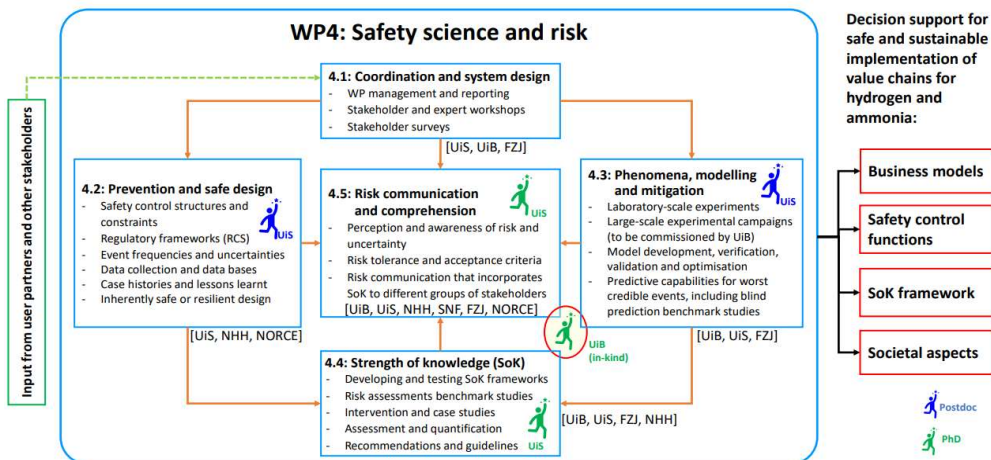 WP4: Safety science and risk
Input from user partners and other stakeholders
4.1: Coordination and system design
- WP management and reporting
- Stakeholder and expert workshops
- Stakeholder surveys
[UiS, UiB, FZJ]
4.2: Prevention and safe design
- Safety control structures and
constraints
- Regulatory frameworks (RCS)
- Event frequencies and uncertainties
- Data collection and data bases
- Case histories and lessons learnt
- Inherently safe or resilient design
UiS
[UiS, NHH, NORCE]
4.5: Risk communication
and comprehension
- Perception and awareness of risk and
uncertainty
- Risk tolerance and acceptance criteria
- Risk communication that incorporates
SoK to different groups of stakeholders
UiS
[UiB, UiS, NHH, SNF, FZJ, NORCE]
4.3: Phenomena, modelling
and mitigation
- Laboratory-scale experiments
- Large-scale experimental campaigns
(to be commissioned by UiB)
- Model development, verification,
validation and optimisation
- Predictive capabilities for worst
credible events, including blind
prediction benchmark studies
UiS
[UiB, UiS, FZJ]
UiB
(in-kind)
4.4: Strength of knowledge (SoK)
- Developing and testing SoK frameworks
- Risk assessments benchmark studies
- Intervention and case studies
- Assessment and quantification
- Recommendations and guidelines
UiS
[UiB, UiS, FZJ, NHH]
Decision support for
safe and sustainable
implementation of
value chains for
hydrogen and
ammonia:
Business models
Safety control
functions
SoK framework
Societal aspects
Postdoc
PhD